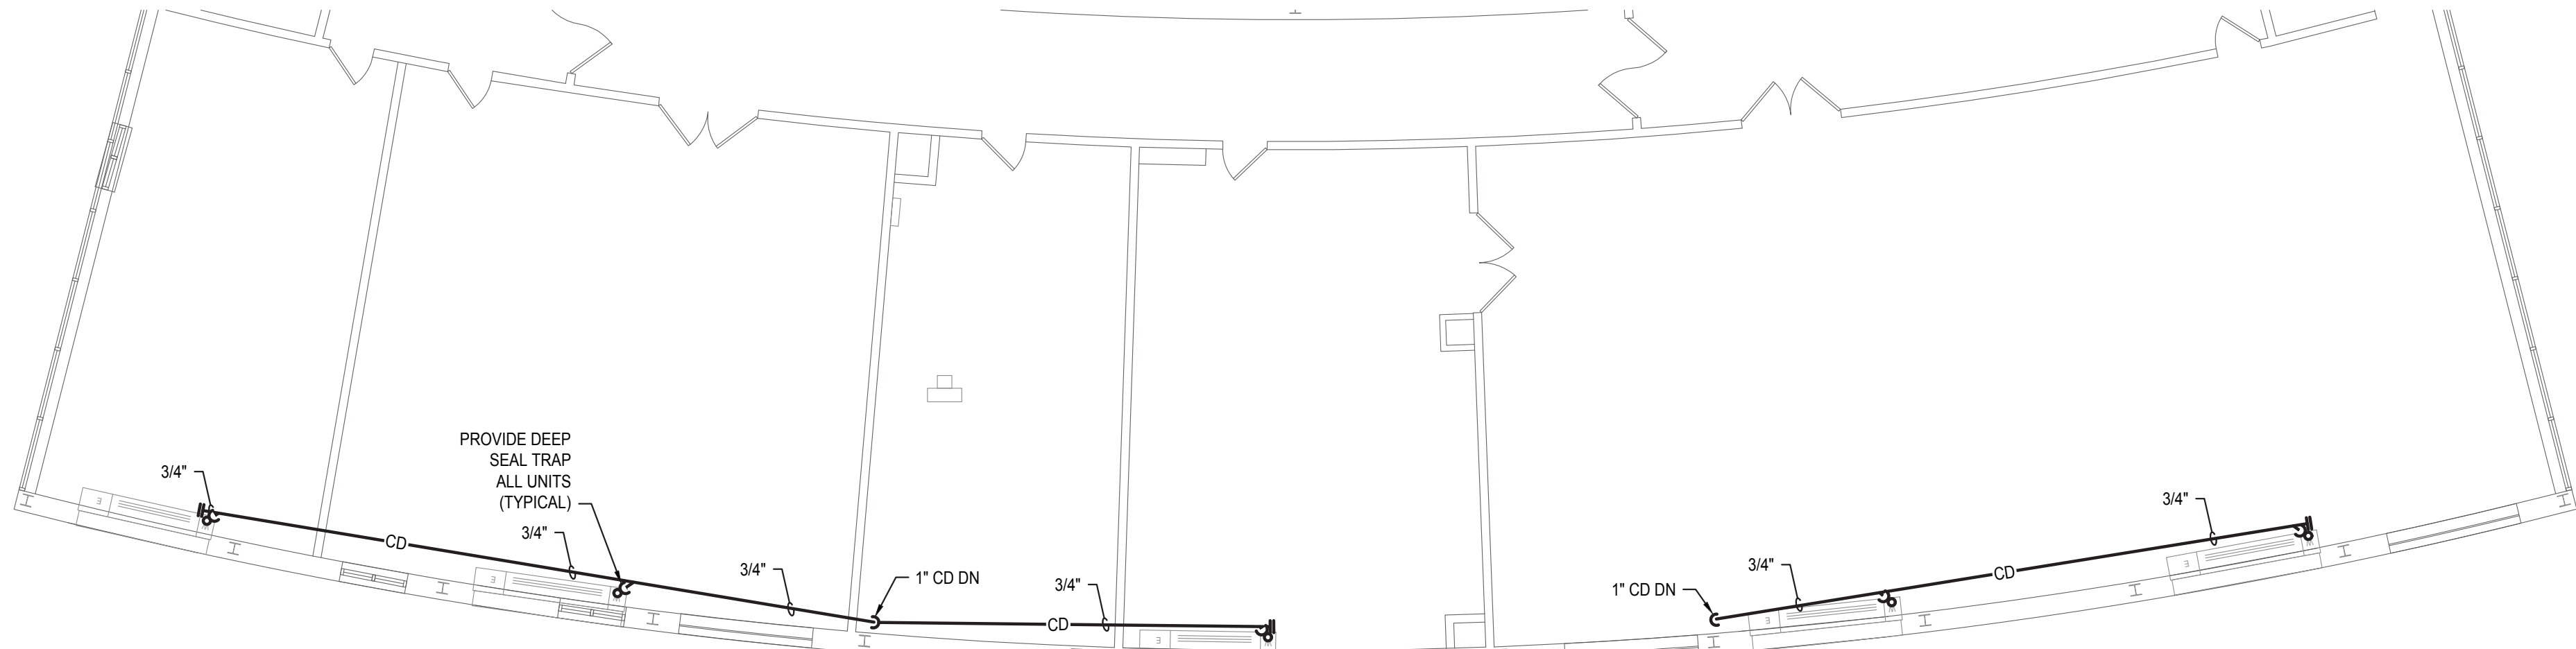 PROVIDE DEEP
SEAL TRAP
ALL UNITS
(TYPICAL)
3/4"
CD
3/4"
3/4"
1" CD DN
3/4"
CD
1" CD DN
3/4"
CD
3/4"